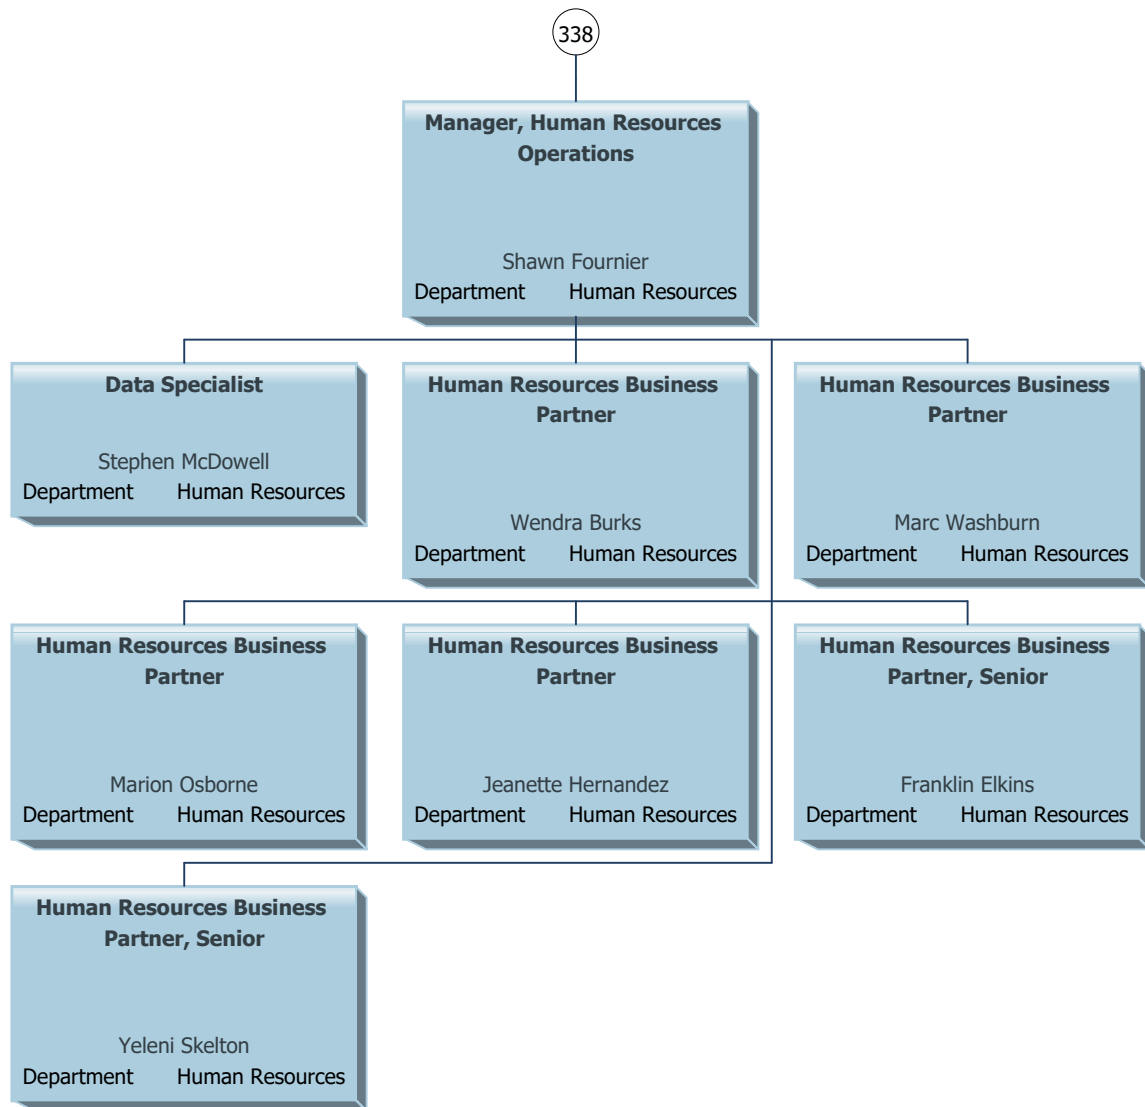 338
Manager, Human Resources
Operations
Shawn Fournier
Department Human Resources
Data Specialist
Stephen McDowell
Department Human Resources
Human Resources Business
Partner
Wendra Burks
Department Human Resources
Human Resources Business
Partner
Marc Washburn
Department Human Resources
Human Resources Business
Partner
Marion Osborne
Department Human Resources
Human Resources Business
Partner
Jeanette Hernandez
Department Human Resources
Human Resources Business
Partner, Senior
Franklin Elkins
Department Human Resources
Human Resources Business
Partner, Senior
Yeleni Skelton
Department Human Resources